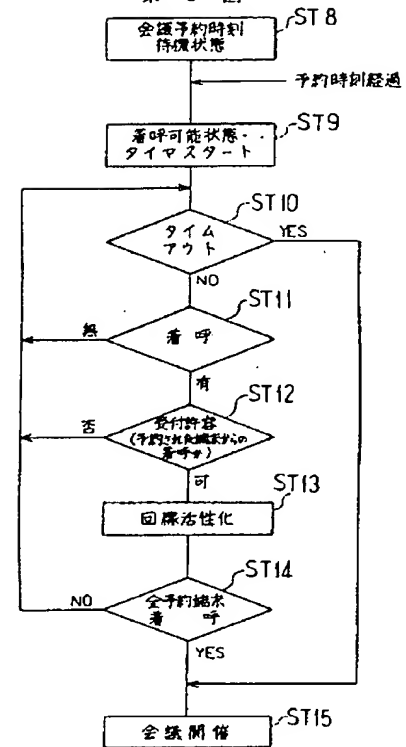 ST8
会議予約時刻
待機状態
予約時刻経過
ST9
着呼可能状態・・
タイマスタート
ST10
タイム
アウト
YES
NO
ST11
着呼
無
有
ST12
受付許容
(予約された端末からの
着呼か)
否
可
ST13
回線活性化
ST14
全予約端末
着呼
NO
YES
ST15
会議開催